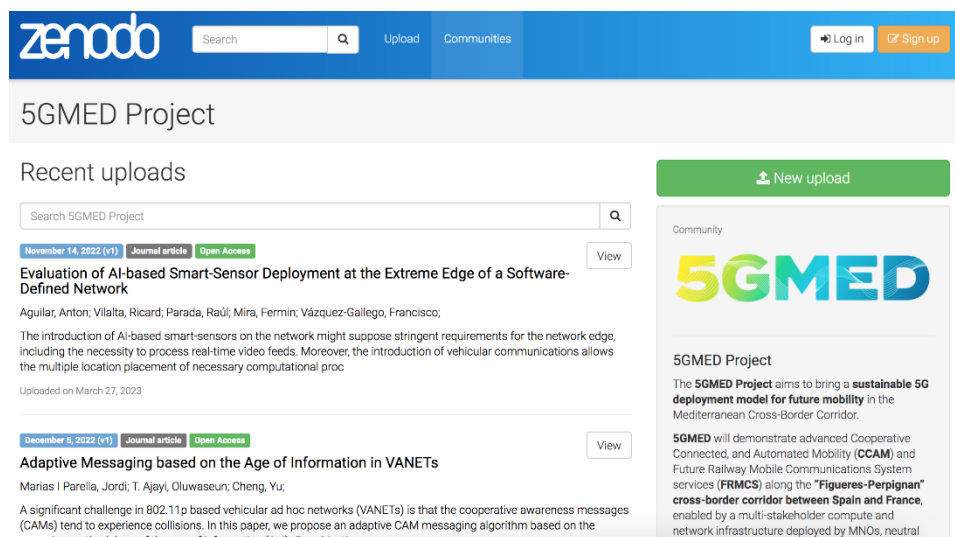 zenodo
Search
Upload
Communities
Log in
Sign up
5GMED Project
Recent uploads
Search 5GMED Project
November 14, 2022 (v1) Journal article Open Access
View
Evaluation of AI-based Smart-Sensor Deployment at the Extreme Edge of a Software-
Defined Network
Aguilar, Anton; Vilalta, Ricard; Parada, Raúl; Mira, Fermin; Vázquez-Gallego, Francisco;
The introduction of AI-based smart-sensors on the network might suppose stringent requirements for the network edge,
including the necessity to process real-time video feeds. Moreover, the introduction of vehicular communications allows
the multiple location placement of necessary computational proc
Uploaded on March 27, 2023
December 5, 2022 (v1) Journal article Open Access
View
Adaptive Messaging based on the Age of Information in VANETs
Marias I Parella, Jordi; T. Ajayi, Oluwaseun; Cheng, Yu;
A significant challenge in 802.11p based vehicular ad hoc networks (VANETs) is that the cooperative awareness messages
(CAMs) tend to experience collisions. In this paper, we propose an adaptive CAM messaging algorithm based on the
New upload
Community
5GMED
5GMED Project
The 5GMED Project aims to bring a sustainable 5G
deployment model for future mobility in the
Mediterranean Cross-Border Corridor.
5GMED will demonstrate advanced Cooperative
Connected, and Automated Mobility (CCAM) and
Future Railway Mobile Communications System
services (FRMCS) along the "Figueres-Perpignan"
cross-border corridor between Spain and France,
enabled by a multi-stakeholder compute and
network infrastructure deployed by MNOs, neutral